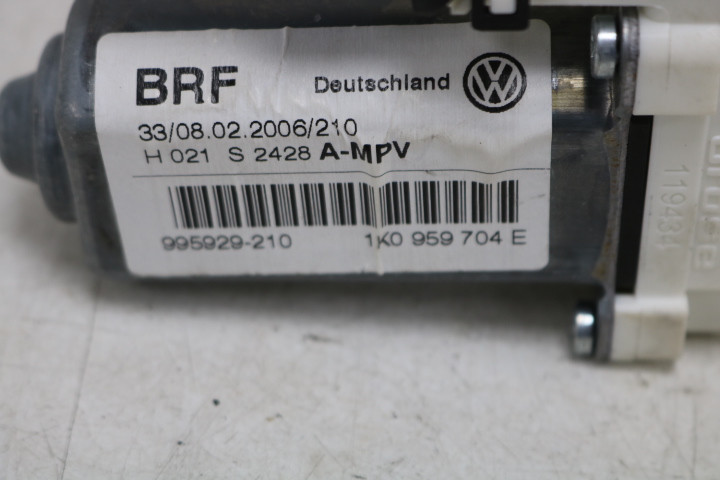 BRF Deutschland
33/08.02.2006/210
H 021 S 2428 A-MPV
995929-210 1K0 959 704 E
119434